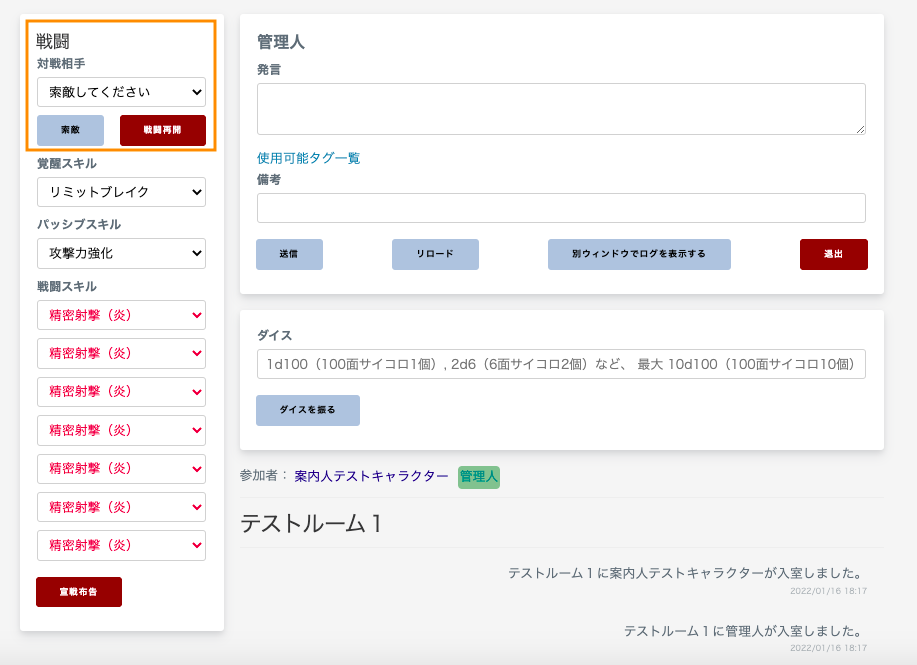 戦闘
対戦相手
索敵してください
索敵
戦闘再開
覚醒スキル
リミットブレイク
パッシブスキル
攻撃力強化
戦闘スキル
精密射撃（炎）
精密射撃（炎）
精密射撃（炎）
精密射撃（炎）
精密射撃（炎）
精密射撃（炎）
精密射撃（炎）
宣戦布告
管理人
発言
使用可能タグ一覧
備考
送信
リロード
別ウィンドウでログを表示する
退出
ダイス
1d100（100面サイコロ1個）, 2d6（6面サイコロ2個）など、 最大 10d100（100面サイコロ10個）
ダイスを振る
参加者： 案内人テストキャラクター 管理人
テストルーム１
テストルーム１に案内人テストキャラクターが入室しました。
2022/01/16 18:17
テストルーム１に管理人が入室しました。
2022/01/16 18:17